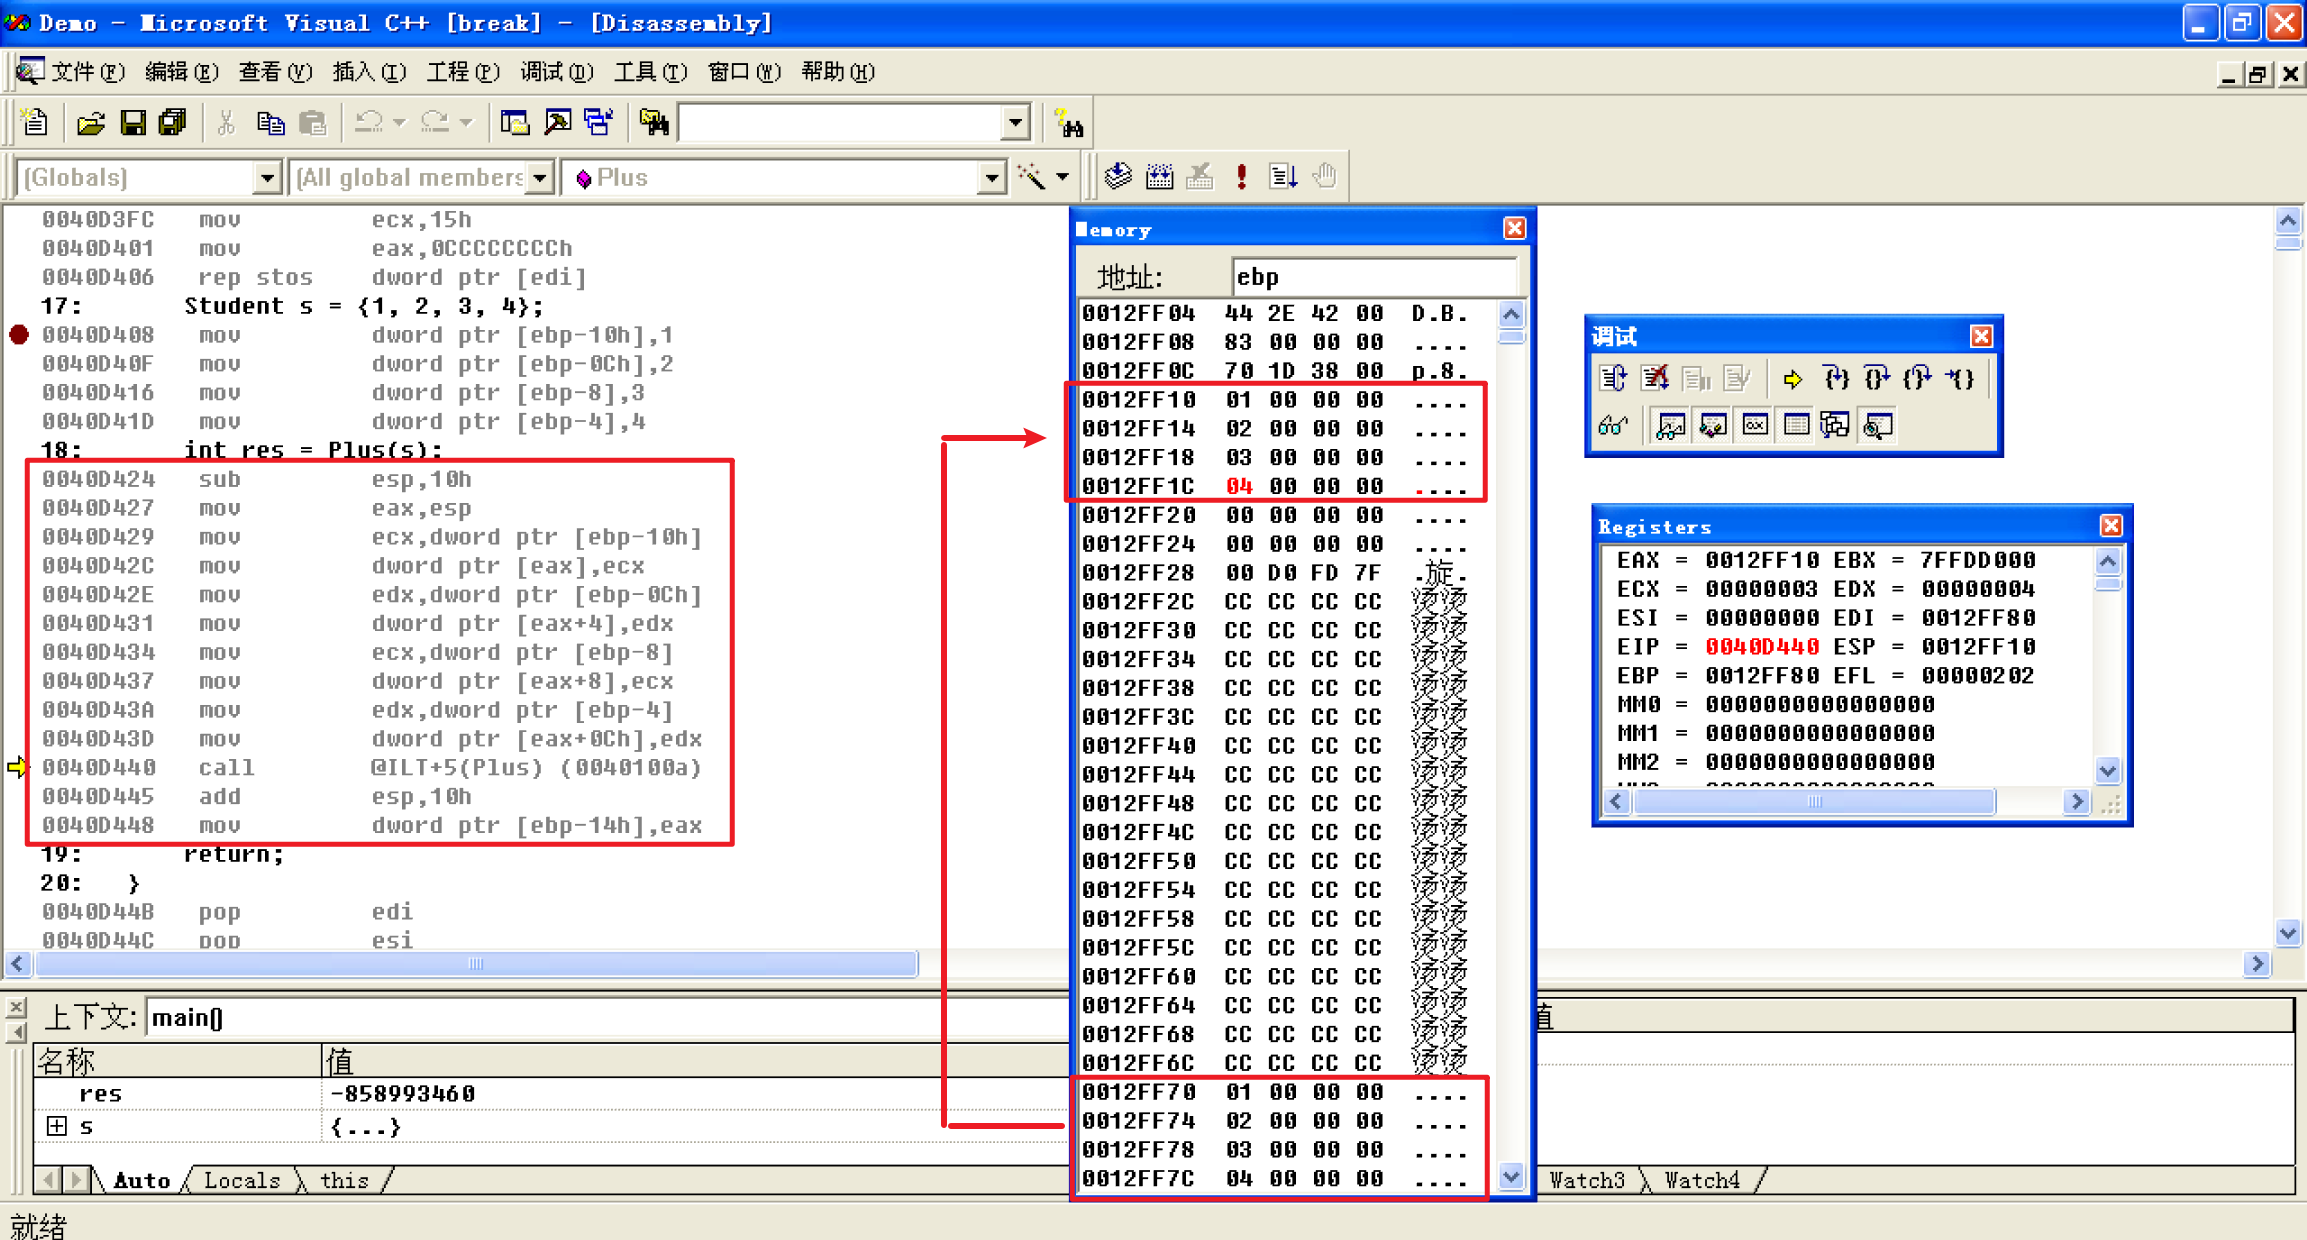 Demo - Microsoft Visual C++ [break] - [Disassembly]
文件(F) 编辑(E) 查看(V) 插入(I) 工程(P) 调试(D) 工具(T) 窗口(W) 帮助(H)
(Globals) (All global members Plus
0040D3FC mov ecx,15h
0040D401 mov eax,0CCCCCCCCh
0040D406 rep stos dword ptr [edi]
17: Student s = {1, 2, 3, 4};
0040D408 mov dword ptr [ebp-10h],1
0040D40F mov dword ptr [ebp-0Ch],2
0040D416 mov dword ptr [ebp-8],3
0040D41D mov dword ptr [ebp-4],4
18: int res = Plus(s);
0040D424 sub esp,10h
0040D427 mov eax,esp
0040D429 mov ecx,dword ptr [ebp-10h]
0040D42C mov dword ptr [eax],ecx
0040D42E mov edx,dword ptr [ebp-0Ch]
0040D431 mov dword ptr [eax+4],edx
0040D434 mov ecx,dword ptr [ebp-8]
0040D437 mov dword ptr [eax+8],ecx
0040D43A mov edx,dword ptr [ebp-4]
0040D43D mov dword ptr [eax+0Ch],edx
0040D440 call @ILT+5(Plus) (0040100a)
0040D445 add esp,10h
0040D448 mov dword ptr [ebp-14h],eax
19: return;
20: }
0040D44B pop edi
0040D44C pop esi
Memory
地址: ebp
0012FF04 44 2E 42 00 D.B.
0012FF08 83 00 00 00 ....
0012FF0C 70 1D 38 00 p.8.
0012FF10 01 00 00 00 ....
0012FF14 02 00 00 00 ....
0012FF18 03 00 00 00 ....
0012FF1C 04 00 00 00 ....
0012FF20 00 00 00 00 ....
0012FF24 00 00 00 00 ....
0012FF28 00 D0 FD 7F .旋.
0012FF2C CC CC CC CC 烫烫
0012FF30 CC CC CC CC 烫烫
0012FF34 CC CC CC CC 烫烫
0012FF38 CC CC CC CC 烫烫
0012FF3C CC CC CC CC 烫烫
0012FF40 CC CC CC CC 烫烫
0012FF44 CC CC CC CC 烫烫
0012FF48 CC CC CC CC 烫烫
0012FF4C CC CC CC CC 烫烫
0012FF50 CC CC CC CC 烫烫
0012FF54 CC CC CC CC 烫烫
0012FF58 CC CC CC CC 烫烫
0012FF5C CC CC CC CC 烫烫
0012FF60 CC CC CC CC 烫烫
0012FF64 CC CC CC CC 烫烫
0012FF68 CC CC CC CC 烫烫
0012FF6C CC CC CC CC 烫烫
0012FF70 01 00 00 00 ....
0012FF74 02 00 00 00 ....
0012FF78 03 00 00 00 ....
0012FF7C 04 00 00 00 ....
调试
Registers
EAX = 0012FF10 EBX = 7FFDD000
ECX = 00000003 EDX = 00000004
ESI = 00000000 EDI = 0012FF80
EIP = 0040D440 ESP = 0012FF10
EBP = 0012FF80 EFL = 00000202
MM0 = 0000000000000000
MM1 = 0000000000000000
MM2 = 0000000000000000
上下文: main()
名称 值
res -858993460
s {...}
Auto Locals this
值
Watch3 Watch4
就绪